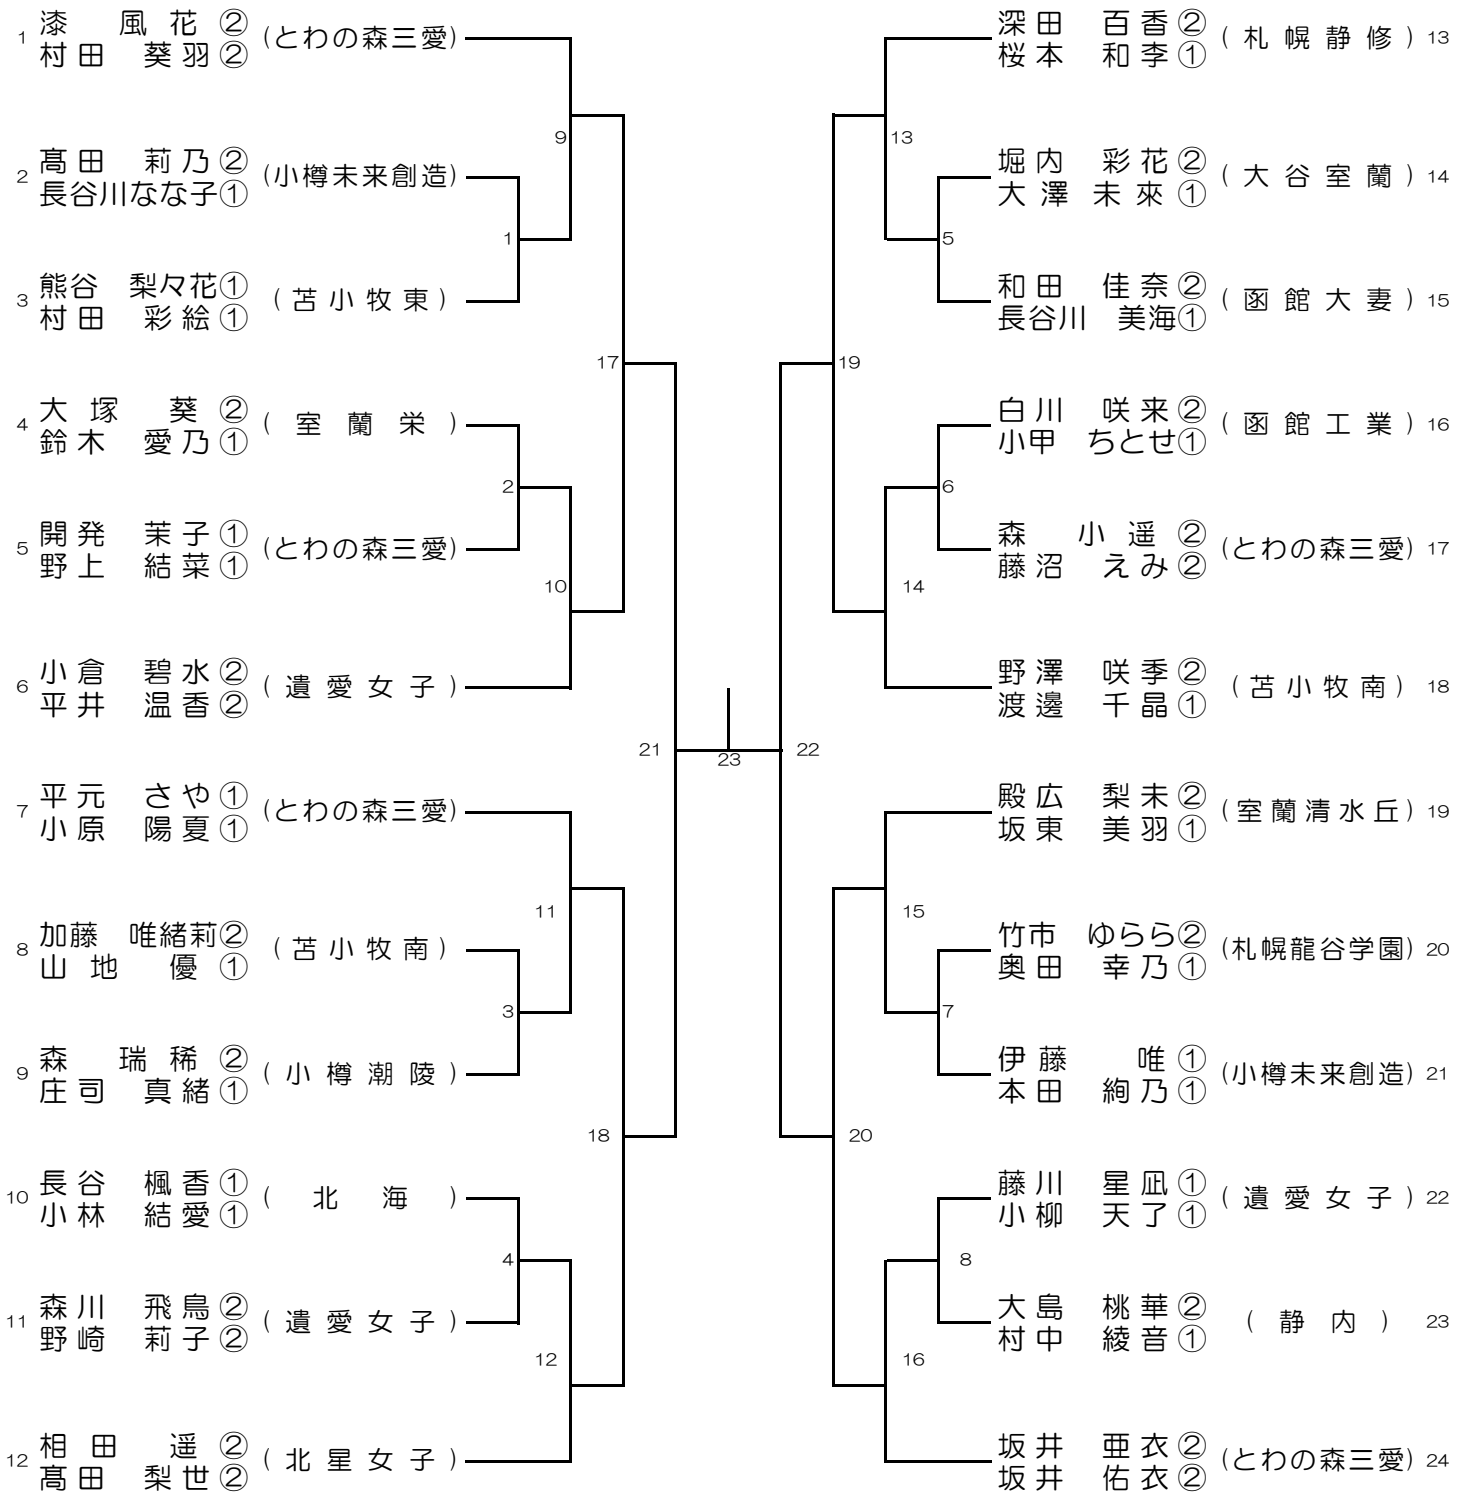 1 漆 風花② (とわの森三愛)
村田 葵羽②
2 髙田 莉乃② (小樽未来創造)
長谷川なな子①
3 熊谷 梨々花① (苫小牧東)
村田 彩絵①
4 大塚 葵② (室蘭栄)
鈴木 愛乃①
5 開発 茉子① (とわの森三愛)
野上 結菜①
6 小倉 碧水② (遺愛女子)
平井 温香②
7 平元 さや① (とわの森三愛)
小原 陽夏①
8 加藤 唯緒莉② (苫小牧南)
山地 優①
9 森 瑞稀② (小樽潮陵)
庄司 真緒①
10 長谷 楓香① (北海)
小林 結愛①
11 森川 飛鳥② (遺愛女子)
野崎 莉子②
12 相田 遥② (北星女子)
髙田 梨世②
9
1
17
2
10
21
11
3
18
4
12
23
13
5
19
6
14
22
15
7
20
8
16
深田 百香② (札幌静修) 13
桜本 和李①
堀内 彩花② (大谷室蘭) 14
大澤 未來①
和田 佳奈② (函館大妻) 15
長谷川 美海①
白川 咲来② (函館工業) 16
小甲 ちとせ①
森 小遥② (とわの森三愛) 17
藤沼 えみ②
野澤 咲季② (苫小牧南) 18
渡邊 千晶①
殿広 梨未② (室蘭清水丘) 19
坂東 美羽①
竹市 ゆらら② (札幌龍谷学園) 20
奥田 幸乃①
伊藤 唯① (小樽未来創造) 21
本田 絢乃①
藤川 星凪① (遺愛女子) 22
小柳 天了①
大島 桃華② (静内) 23
村中 綾音①
坂井 亜衣② (とわの森三愛) 24
坂井 佑衣②